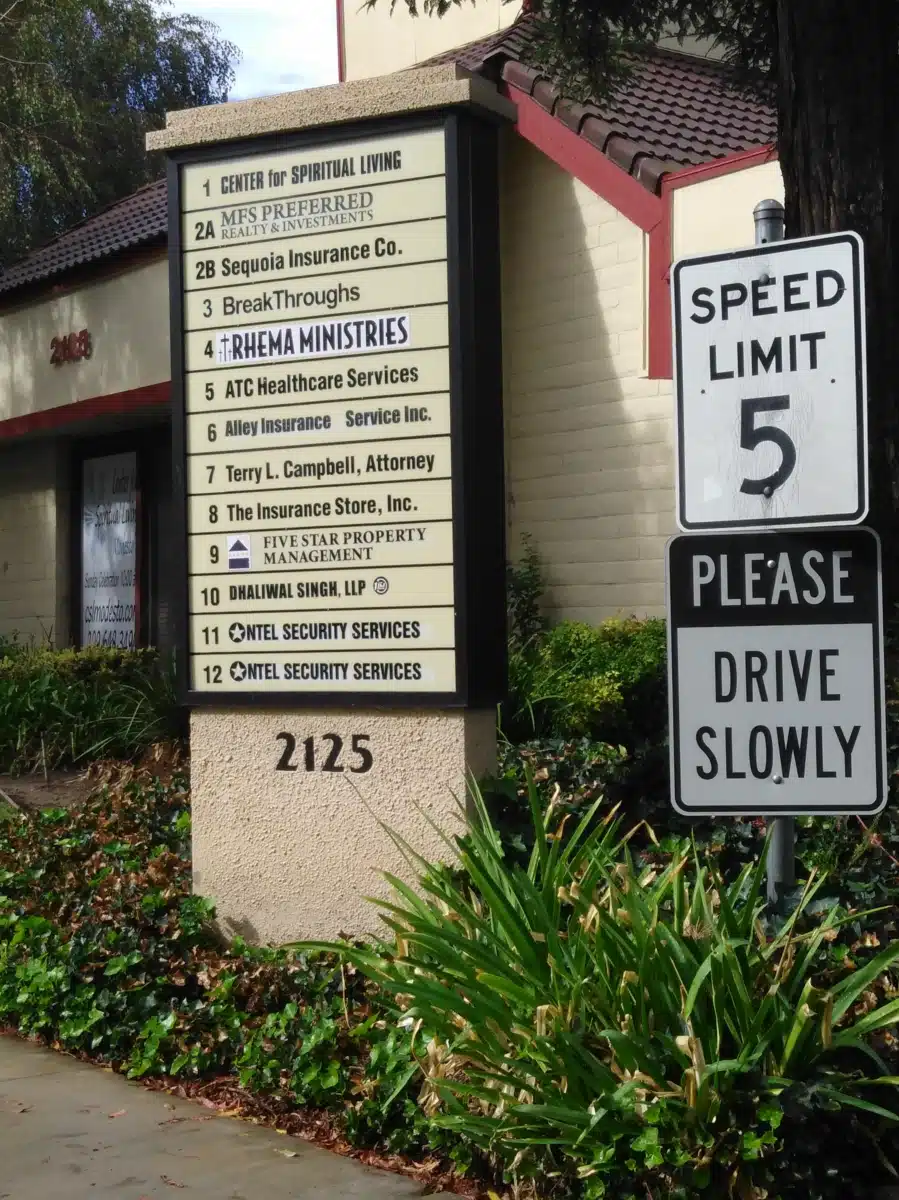 1 CENTER for SPIRITUAL LIVING
2A MFS PREFERRED
REALTY & INVESTMENTS
2B Sequoia Insurance Co.
3 BreakThroughs
4 RHEMA MINISTRIES
5 ATC Healthcare Services
6 Alley Insurance Service Inc.
7 Terry L. Campbell, Attorney
8 The Insurance Store, Inc.
9 FIVE STAR PROPERTY
MANAGEMENT
10 DHALIWAL SINGH, LLP
11 ONTEL SECURITY SERVICES
12 ONTEL SECURITY SERVICES
2125
2125
SPEED
LIMIT
5
PLEASE
DRIVE
SLOWLY